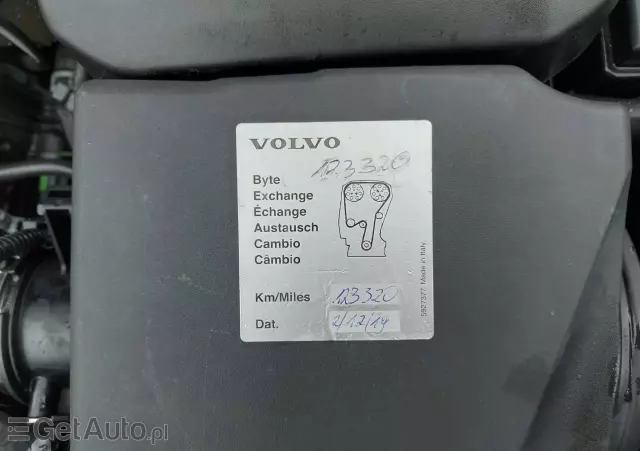 VOLVO
123320
Byte
Exchange
Échange
Austausch
Cambio
Câmbio
Km/Miles 123320
Dat. 2/12/19
Made in Italy.
GetAuto.pl